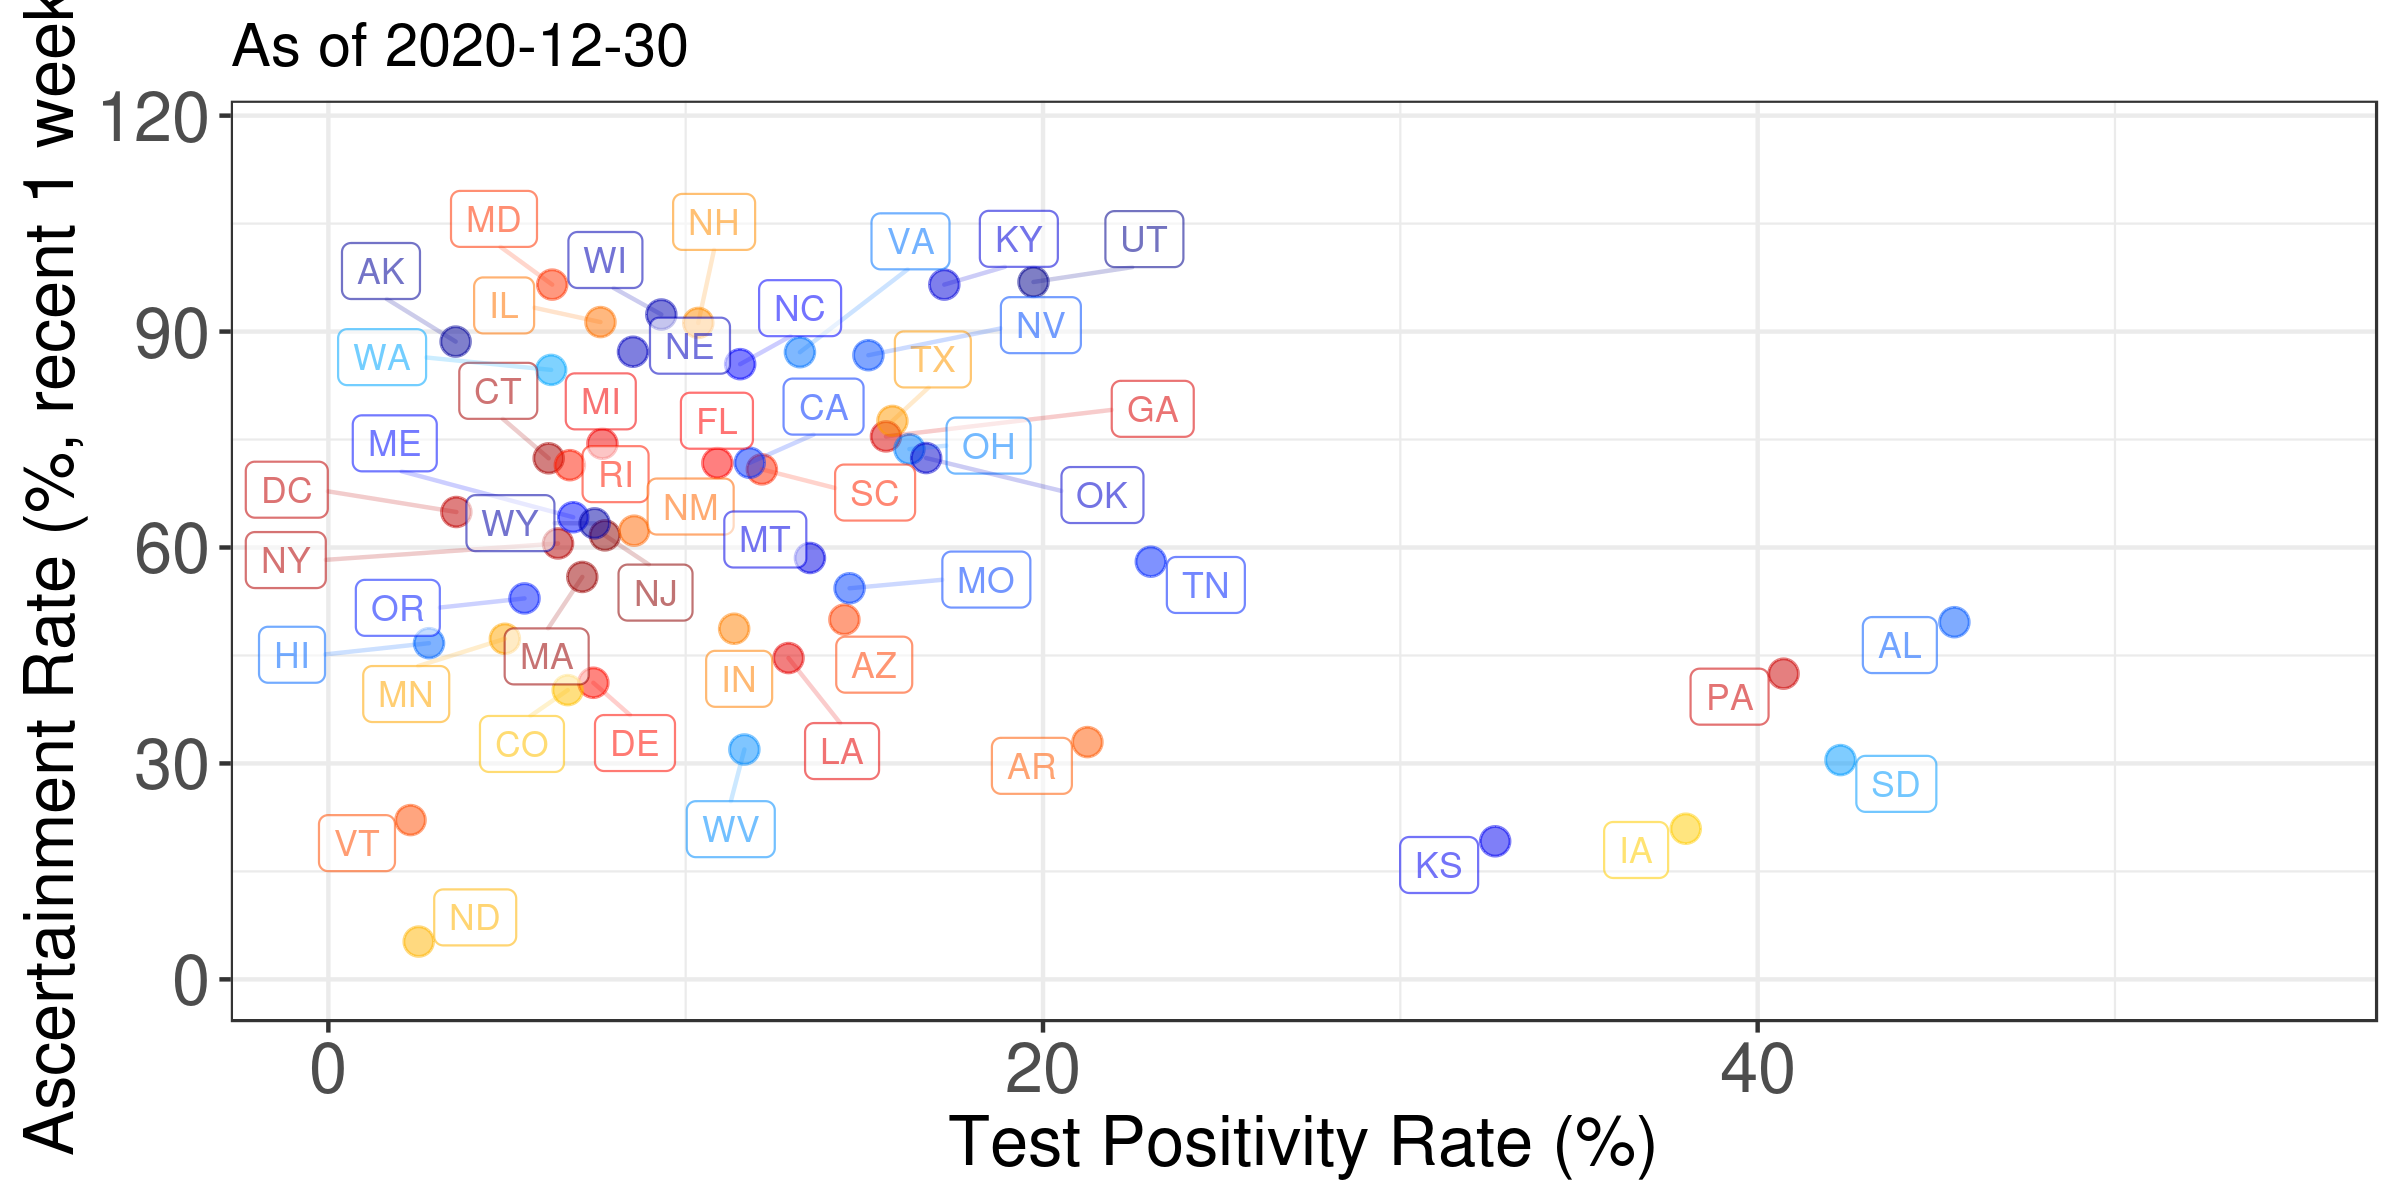 As of 2020-12-30
Ascertainment Rate (%, recent 1 week
120
90
60
30
0
MD
NH
VA
KY
UT
WI
AK
IL
NC
NV
NE
WA
TX
CT
MI
FL
CA
GA
ME
OH
RI
DC
SC
OK
NM
WY
MT
NY
NJ
MO
TN
OR
HI
MA
AL
MN
IN
AZ
PA
CO
DE
LA
AR
SD
WV
VT
IA
KS
ND
0
20
40
Test Positivity Rate (%)